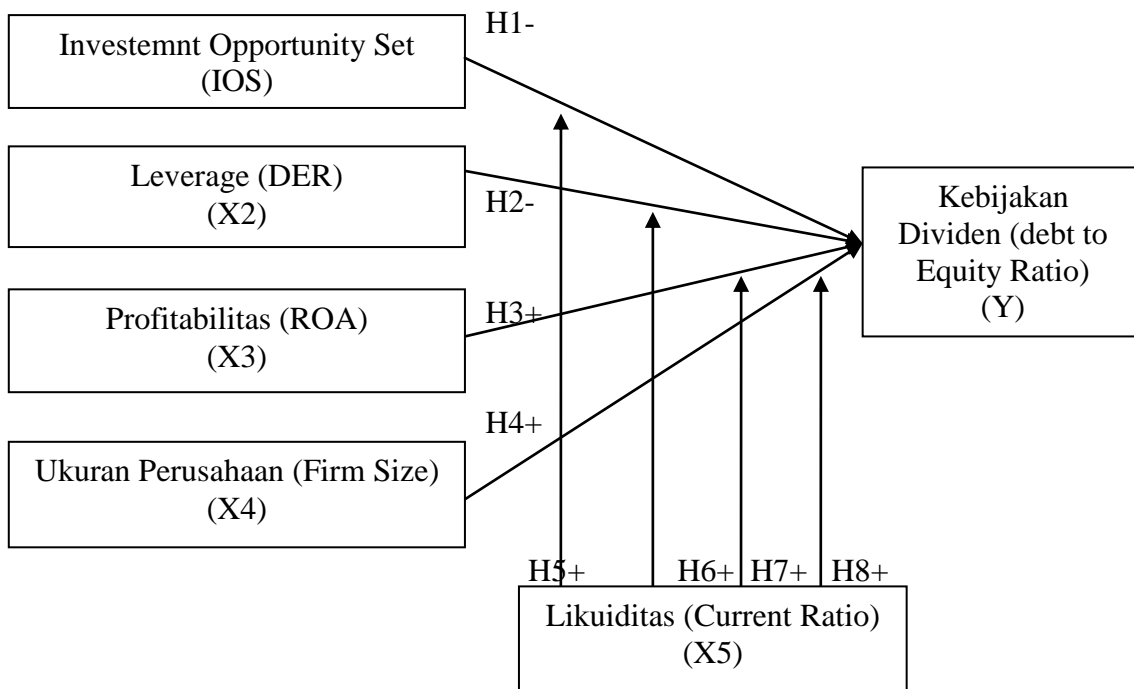 H1-
Investemnt Opportunity Set
(IOS)
Leverage (DER)
(X2)
H2-
Kebijakan
Dividen (debt to
Equity Ratio)
(Y)
Profitabilitas (ROA)
(X3)
H3+
H4+
Ukuran Perusahaan (Firm Size)
(X4)
H5+
H6+
H7+
H8+
Likuiditas (Current Ratio)
(X5)